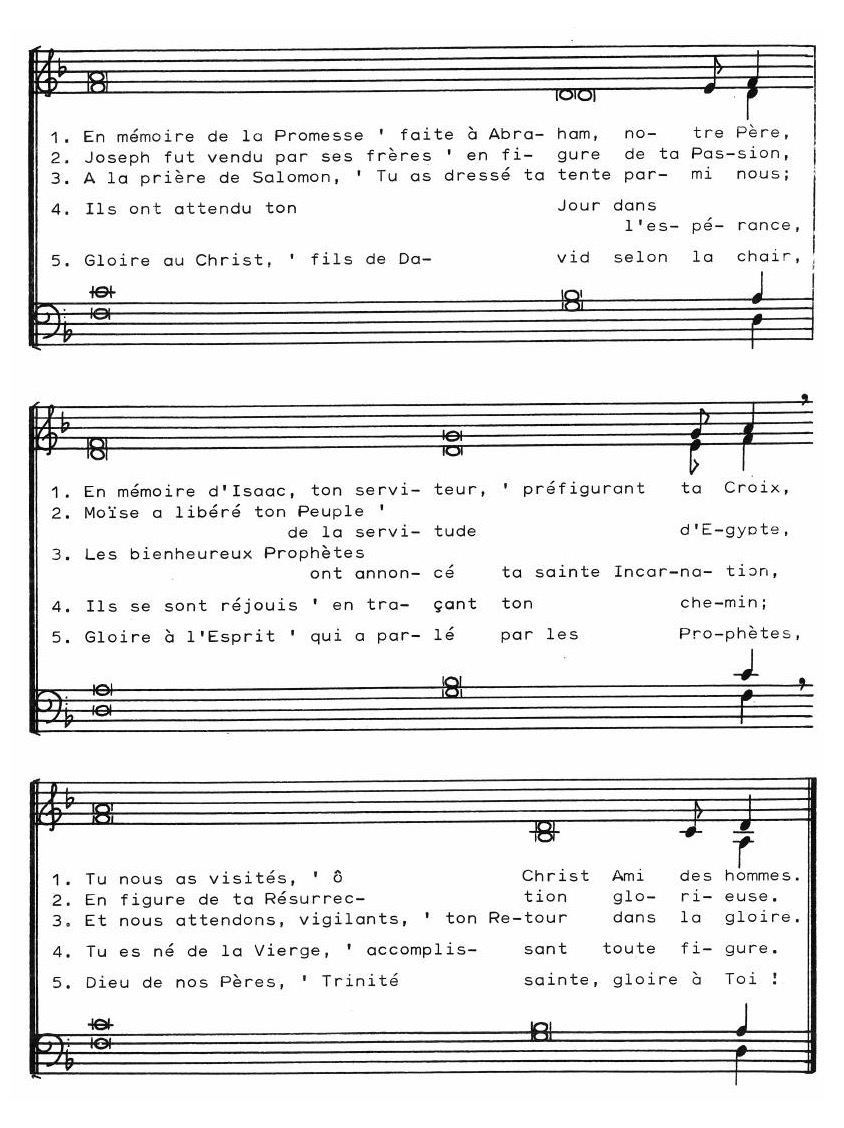 1. En mémoire de la Promesse ' faite à Abra- ham, no- tre Père,
2. Joseph fut vendu par ses frères ' en fi- gure de ta Pas-sion,
3. A la prière de Salomon, ' Tu as dressé ta tente par- mi nous;
4. Ils ont attendu ton Jour dans
l'es- pé- rance,
5. Gloire au Christ, ' fils de Da- vid selon la chair,
1. En mémoire d'Isaac, ton servi- teur, ' préfigurant ta Croix,
2. Moïse a libéré ton Peuple '
de la servi- tude d'E-gypte,
3. Les bienheureux Prophètes
ont annon- cé ta sainte Incar-na- tion,
4. Ils se sont réjouis ' en tra- çant ton che-min;
5. Gloire à l'Esprit ' qui a par- lé par les Pro-phètes,
1. Tu nous as visités, ' ô Christ Ami des hommes.
2. En figure de ta Résurrec- tion glo- ri- euse.
3. Et nous attendons, vigilants, ' ton Re-tour dans la gloire.
4. Tu es né de la Vierge, ' accomplis- sant toute fi- gure.
5. Dieu de nos Pères, ' Trinité sainte, gloire à Toi !